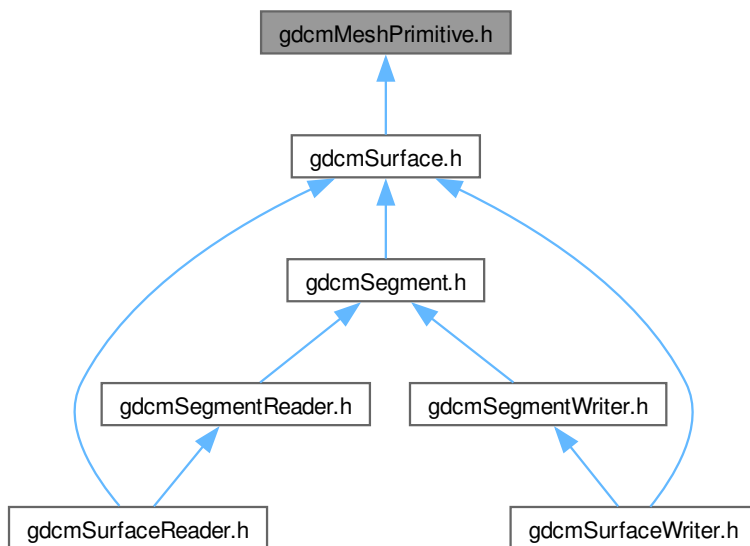 gdcmMeshPrimitive.h
gdcmSurface.h
gdcmSegment.h
gdcmSegmentReader.h
gdcmSegmentWriter.h
gdcmSurfaceReader.h
gdcmSurfaceWriter.h